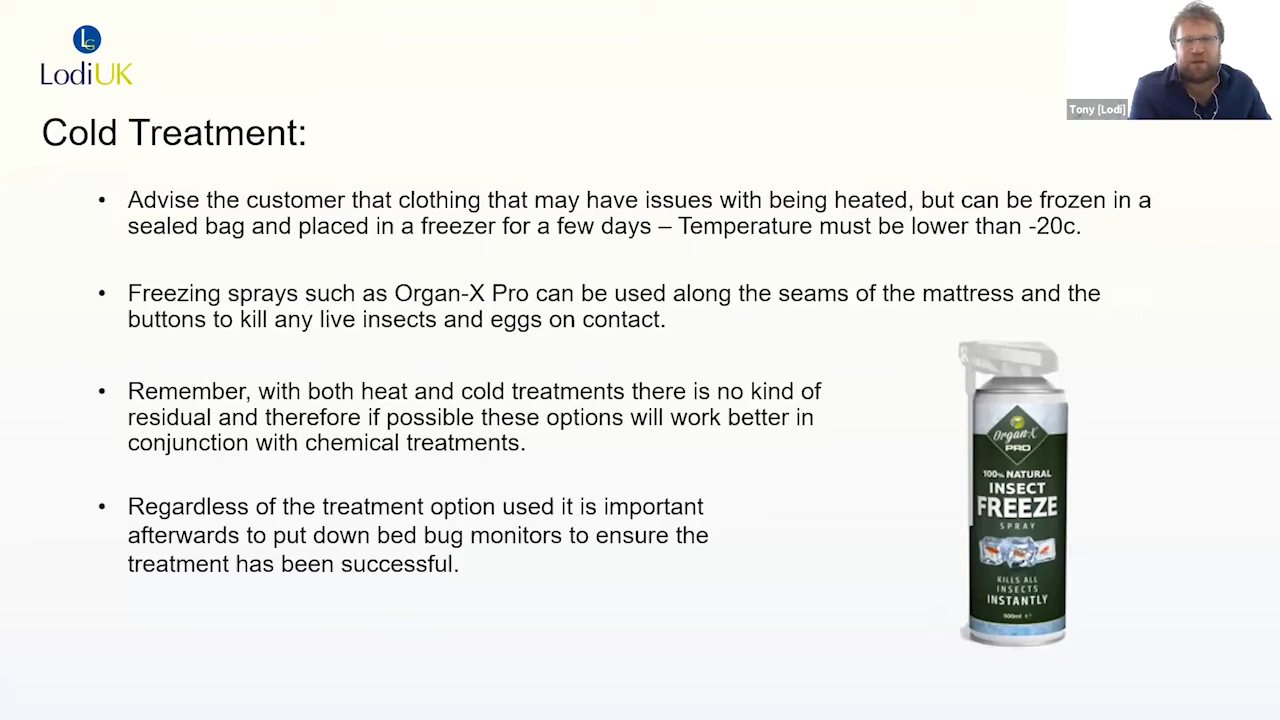 LG
LodiUK
Tony [Lodi]
Cold Treatment:
• Advise the customer that clothing that may have issues with being heated, but can be frozen in a
sealed bag and placed in a freezer for a few days – Temperature must be lower than -20c.
• Freezing sprays such as Organ-X Pro can be used along the seams of the mattress and the
buttons to kill any live insects and eggs on contact.
• Remember, with both heat and cold treatments there is no kind of
residual and therefore if possible these options will work better in
conjunction with chemical treatments.
• Regardless of the treatment option used it is important
afterwards to put down bed bug monitors to ensure the
treatment has been successful.
Organ-X
PRO
100% NATURAL
INSECT
FREEZE
SPRAY
KILLS ALL
INSECTS
INSTANTLY
500ml e